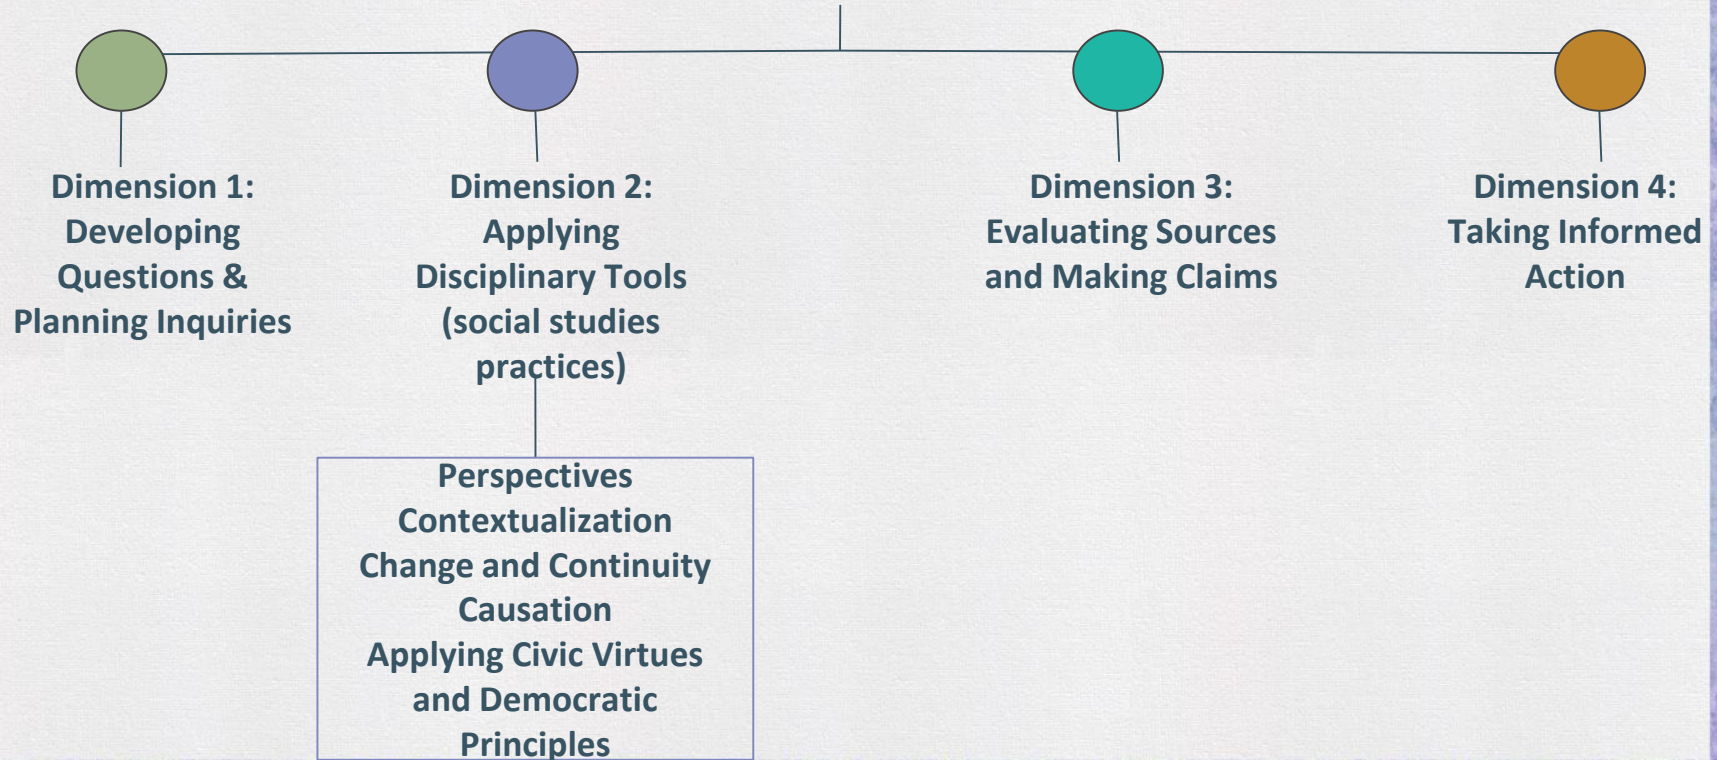 Dimension 1:
Developing
Questions &
Planning Inquiries
Dimension 2:
Applying
Disciplinary Tools
(social studies
practices)
Perspectives
Contextualization
Change and Continuity
Causation
Applying Civic Virtues
and Democratic
Principles
Dimension 3:
Evaluating Sources
and Making Claims
Dimension 4:
Taking Informed
Action